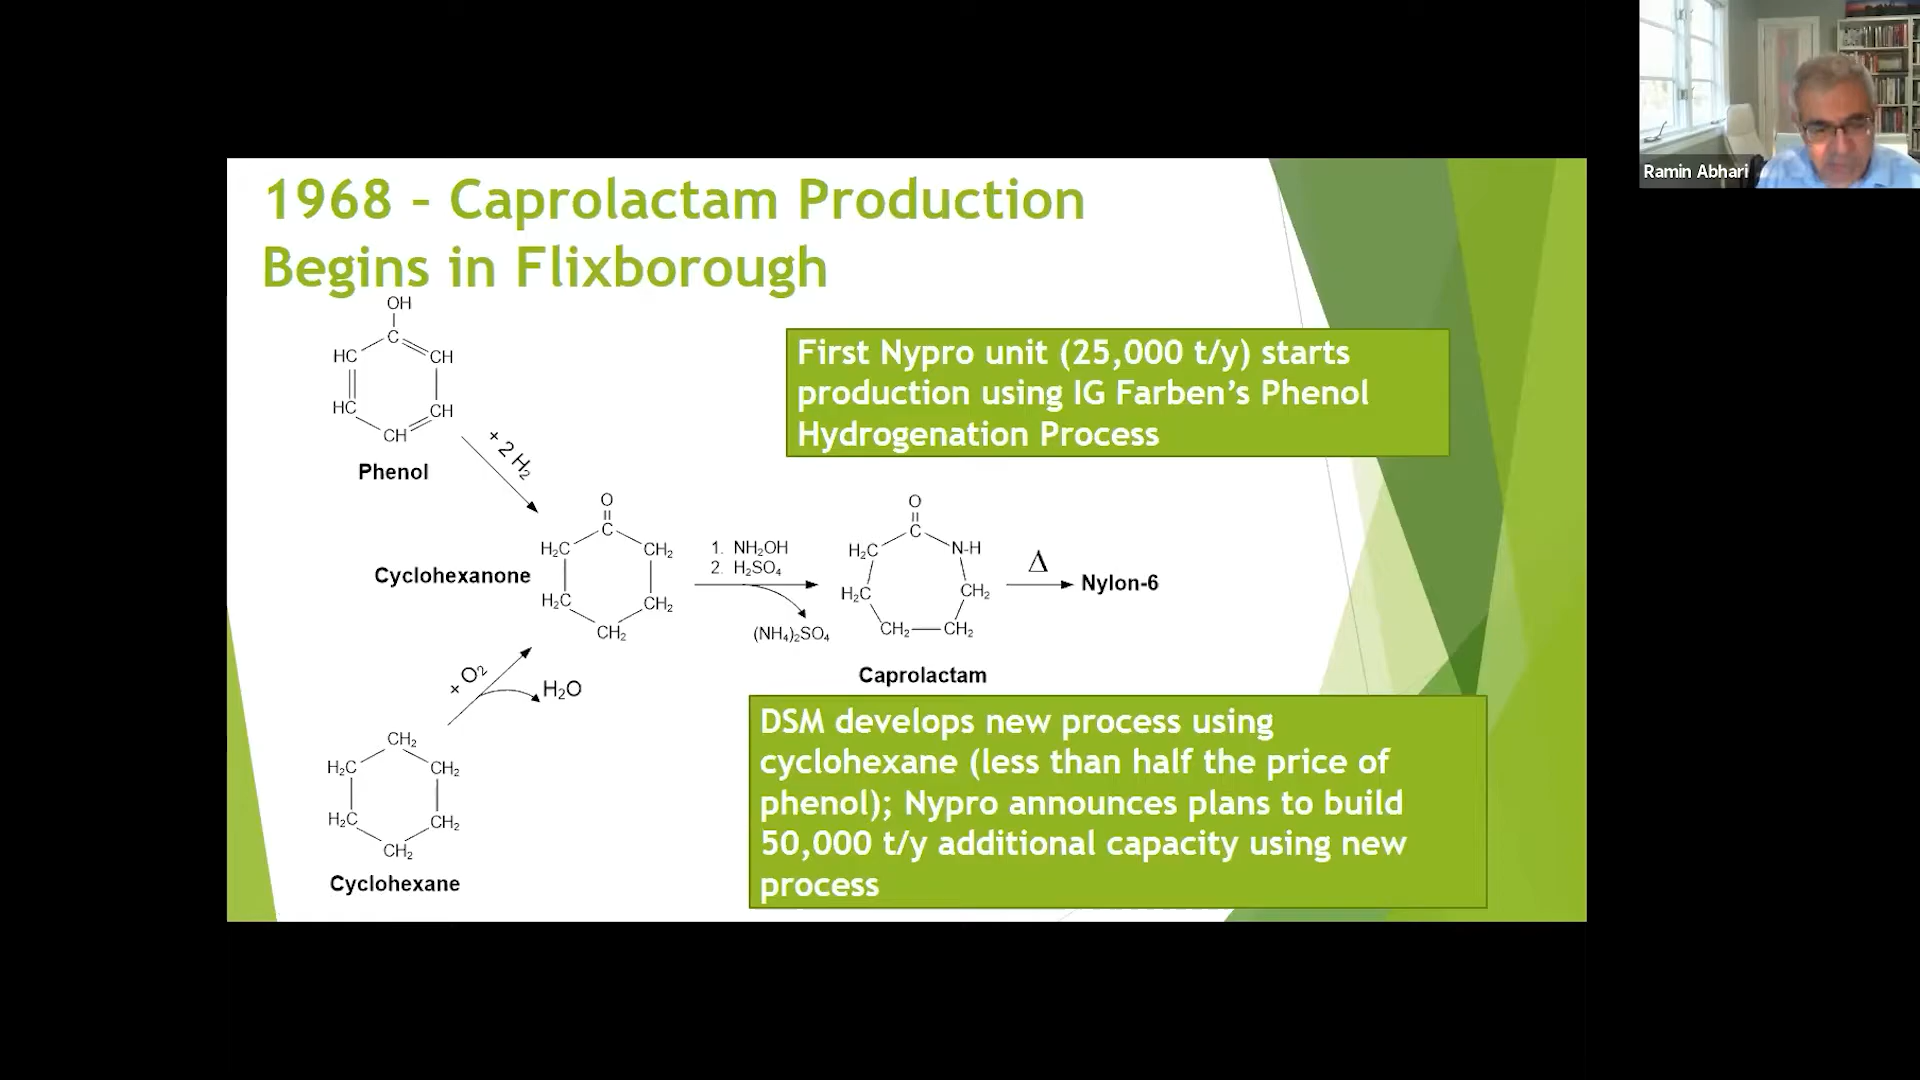 Ramin Abhari
1968 – Caprolactam Production
Begins in Flixborough
OH
C
HC
CH
HC
CH
CH
Phenol
+ 2 H₂
First Nypro unit (25,000 t/y) starts
production using IG Farben’s Phenol
Hydrogenation Process
Cyclohexanone
O
C
H₂C
CH₂
H₂C
CH₂
CH₂
1. NH₂OH
2. H₂SO₄
(NH₄)₂SO₄
O
C
H₂C
N-H
H₂C
CH₂
CH₂
CH₂
Caprolactam
Δ
Nylon-6
+ O₂
H₂O
CH₂
H₂C
CH₂
H₂C
CH₂
CH₂
Cyclohexane
DSM develops new process using
cyclohexane (less than half the price of
phenol); Nypro announces plans to build
50,000 t/y additional capacity using new
process